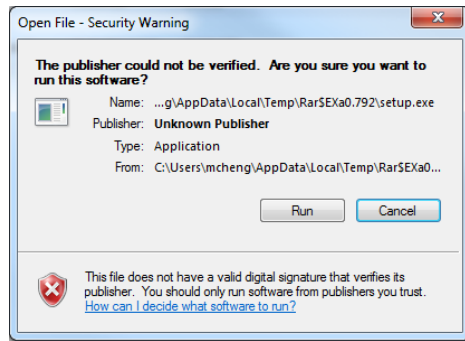 Open File - Security Warning
The publisher could not be verified.  Are you sure you want to
run this software?
Name: ...g\AppData\Local\Temp\Rar$EXa0.792\setup.exe
Publisher: Unknown Publisher
Type: Application
From: C:\Users\mcheng\AppData\Local\Temp\Rar$EXa0...
Run Cancel
This file does not have a valid digital signature that verifies its
publisher.  You should only run software from publishers you trust.
How can I decide what software to run?